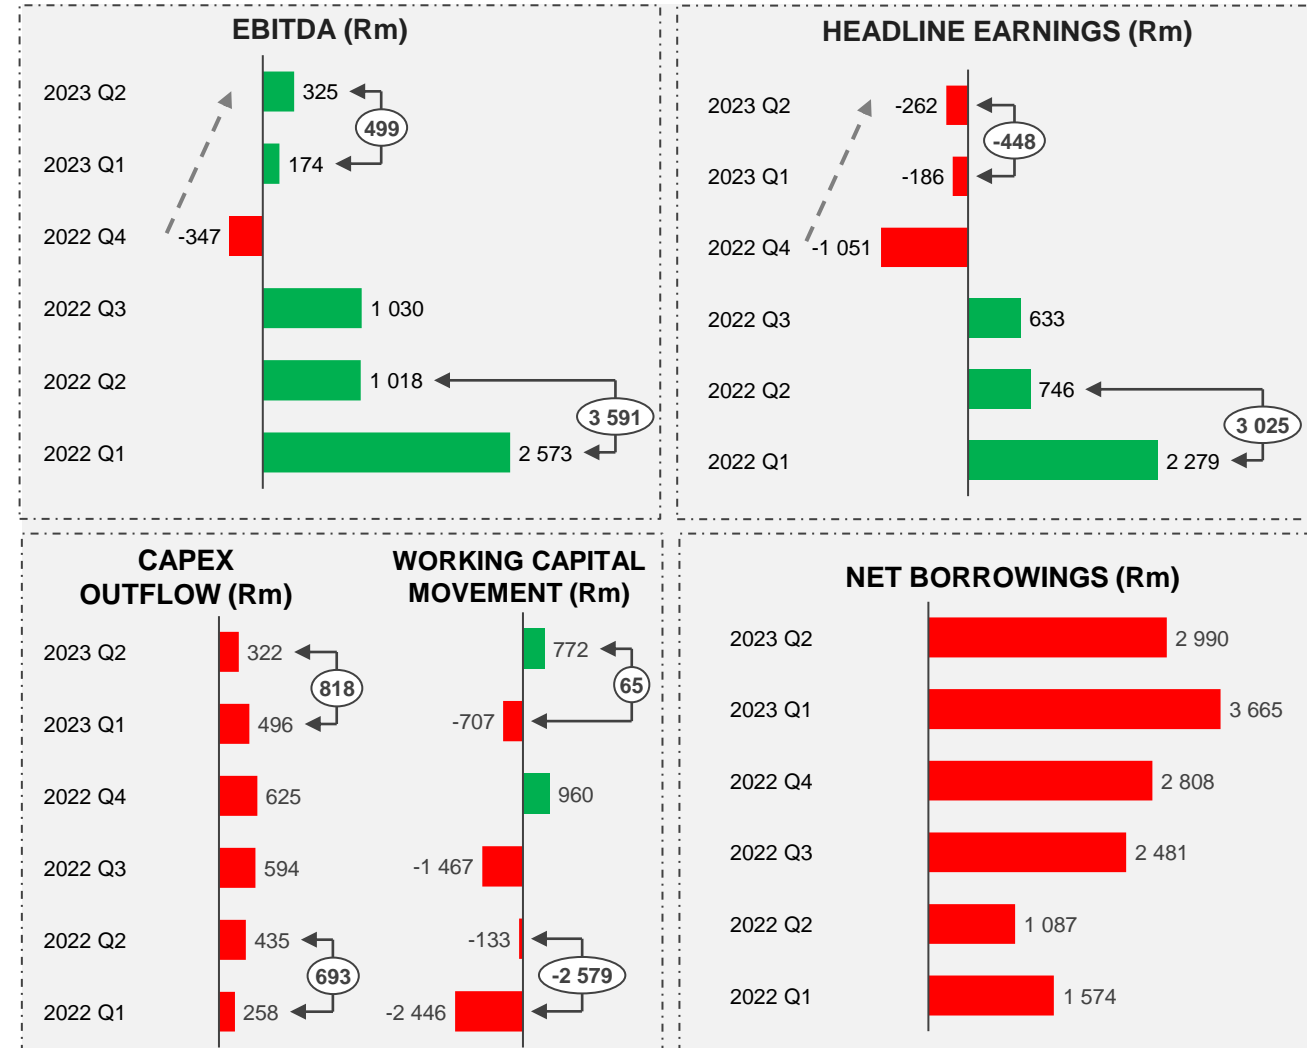 EBITDA (Rm)
2023 Q2 325
499
2023 Q1 174
2022 Q4 -347
2022 Q3 1 030
2022 Q2 1 018
3 591
2022 Q1 2 573
HEADLINE EARNINGS (Rm)
2023 Q2 -262
-448
2023 Q1 -186
2022 Q4 -1 051
2022 Q3 633
2022 Q2 746
3 025
2022 Q1 2 279
CAPEX
OUTFLOW (Rm)
WORKING CAPITAL
MOVEMENT (Rm)
2023 Q2 322 772
818 65
2023 Q1 496 -707
2022 Q4 625 960
2022 Q3 594 -1 467
2022 Q2 435 -133
693 -2 579
2022 Q1 258 -2 446
NET BORROWINGS (Rm)
2023 Q2 2 990
2023 Q1 3 665
2022 Q4 2 808
2022 Q3 2 481
2022 Q2 1 087
2022 Q1 1 574